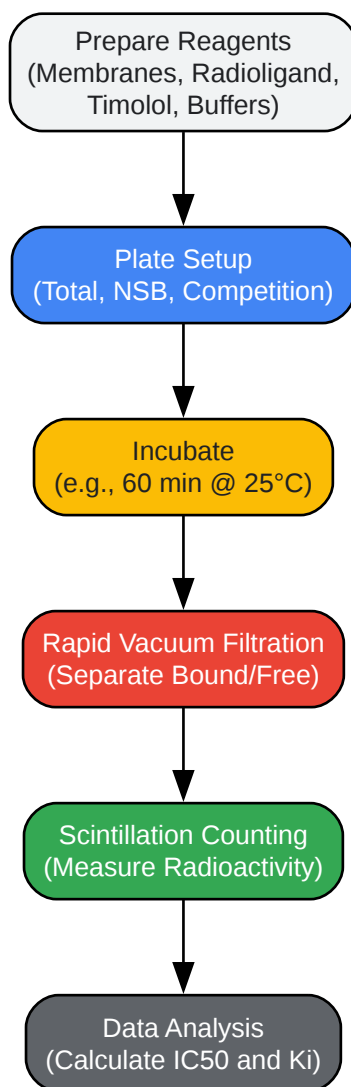 Prepare Reagents
(Membranes, Radioligand,
Timolol, Buffers)
Plate Setup
(Total, NSB, Competition)
Incubate
(e.g., 60 min @ 25°C)
Rapid Vacuum Filtration
(Separate Bound/Free)
Scintillation Counting
(Measure Radioactivity)
Data Analysis
(Calculate IC50 and Ki)